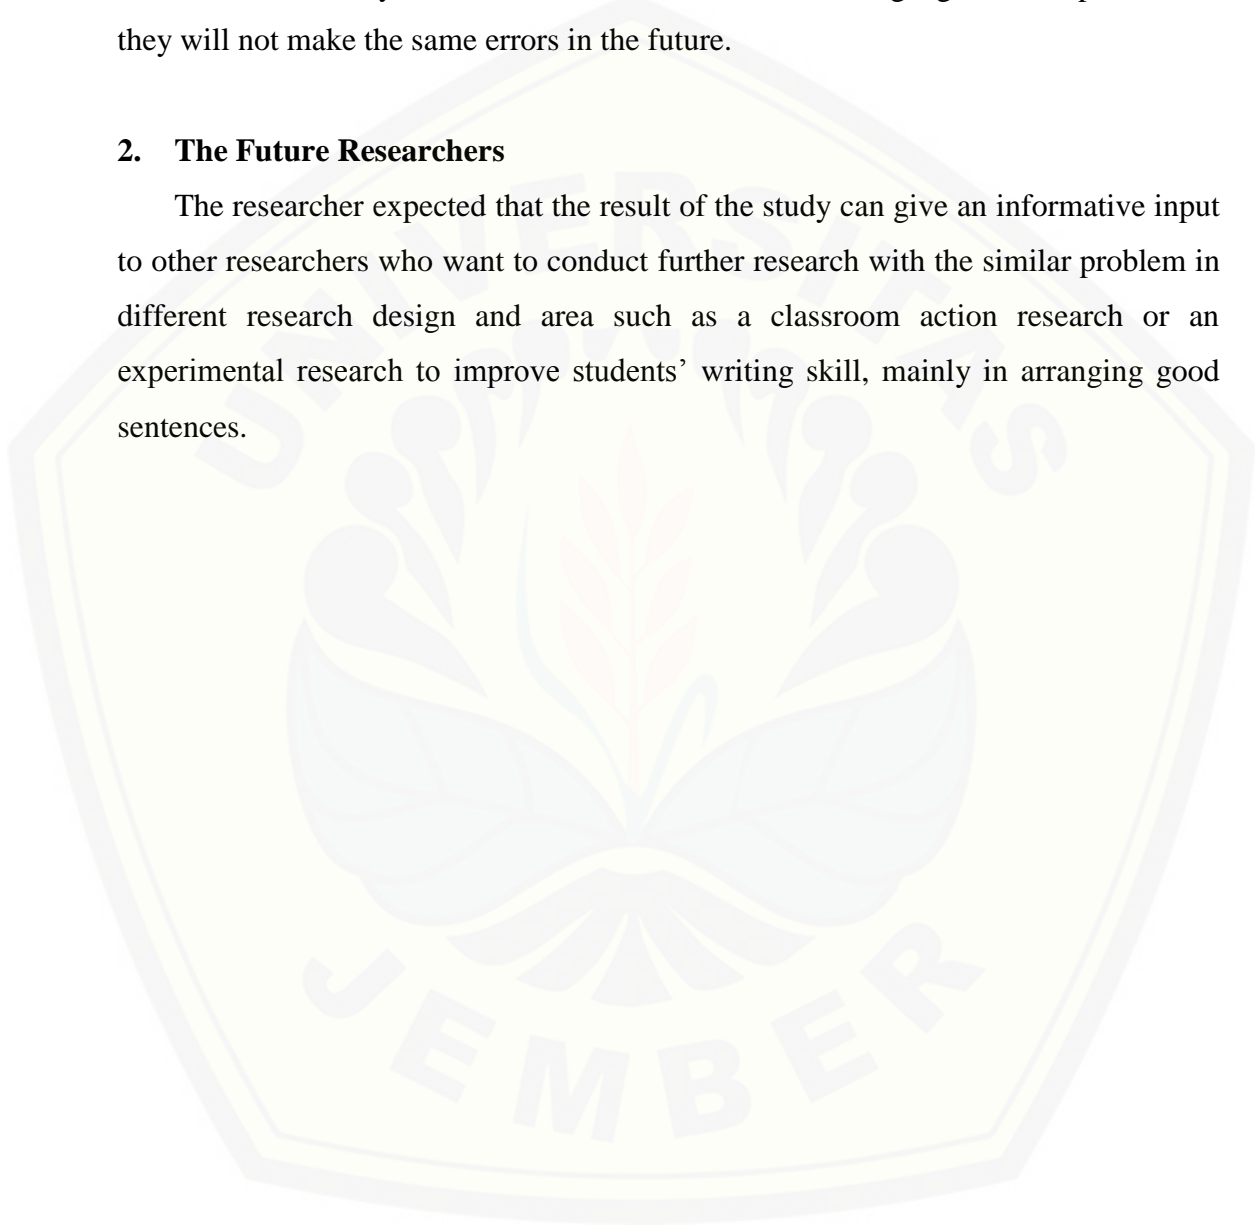 they will not make the same errors in the future.
2. The Future Researchers
The researcher expected that the result of the study can give an informative input
to other researchers who want to conduct further research with the similar problem in
different research design and area such as a classroom action research or an
experimental research to improve students’ writing skill, mainly in arranging good
sentences.
UNIVERSITAS
JEMBER